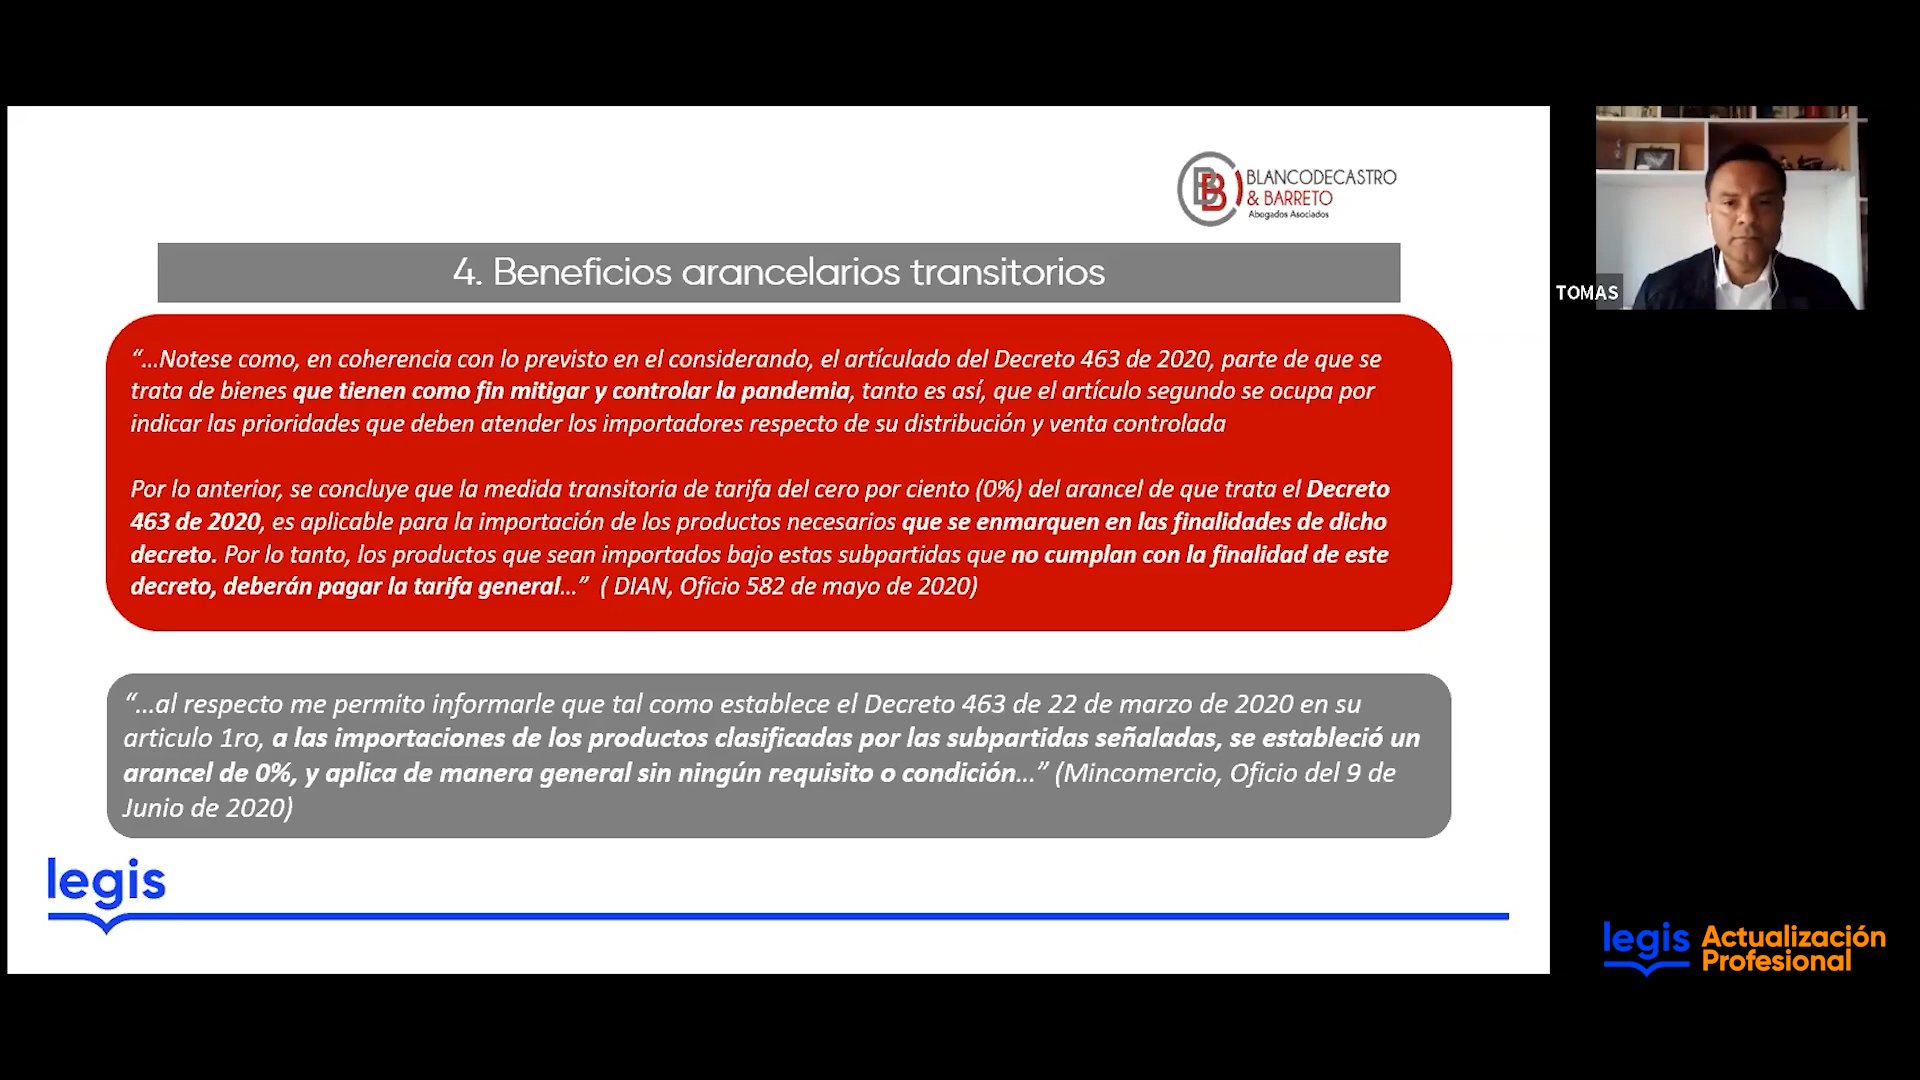 BB
BLANCODECASTRO
& BARRETO
Abogados Asociados
4. Beneficios arancelarios transitorios
“...Notese como, en coherencia con lo previsto en el considerando, el artículado del Decreto 463 de 2020, parte de que se
trata de bienes que tienen como fin mitigar y controlar la pandemia, tanto es así, que el artículo segundo se ocupa por
indicar las prioridades que deben atender los importadores respecto de su distribución y venta controlada
Por lo anterior, se concluye que la medida transitoria de tarifa del cero por ciento (0%) del arancel de que trata el Decreto
463 de 2020, es aplicable para la importación de los productos necesarios que se enmarquen en las finalidades de dicho
decreto. Por lo tanto, los productos que sean importados bajo estas subpartidas que no cumplan con la finalidad de este
decreto, deberán pagar la tarifa general...” ( DIAN, Oficio 582 de mayo de 2020)
“...al respecto me permito informarle que tal como establece el Decreto 463 de 22 de marzo de 2020 en su
articulo 1ro, a las importaciones de los productos clasificadas por las subpartidas señaladas, se estableció un
arancel de 0%, y aplica de manera general sin ningún requisito o condición...” (Mincomercio, Oficio del 9 de
Junio de 2020)
legis
TOMAS
legis Actualización
Profesional